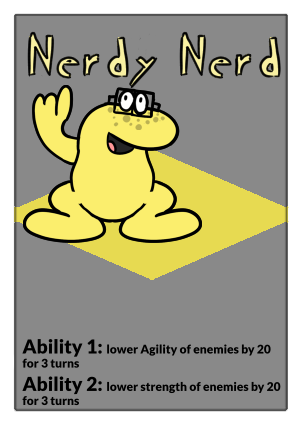 Nerdy Nerd
Ability 1: lower Agility of enemies by 20
for 3 turns
Ability 2: lower strength of enemies by 20
for 3 turns